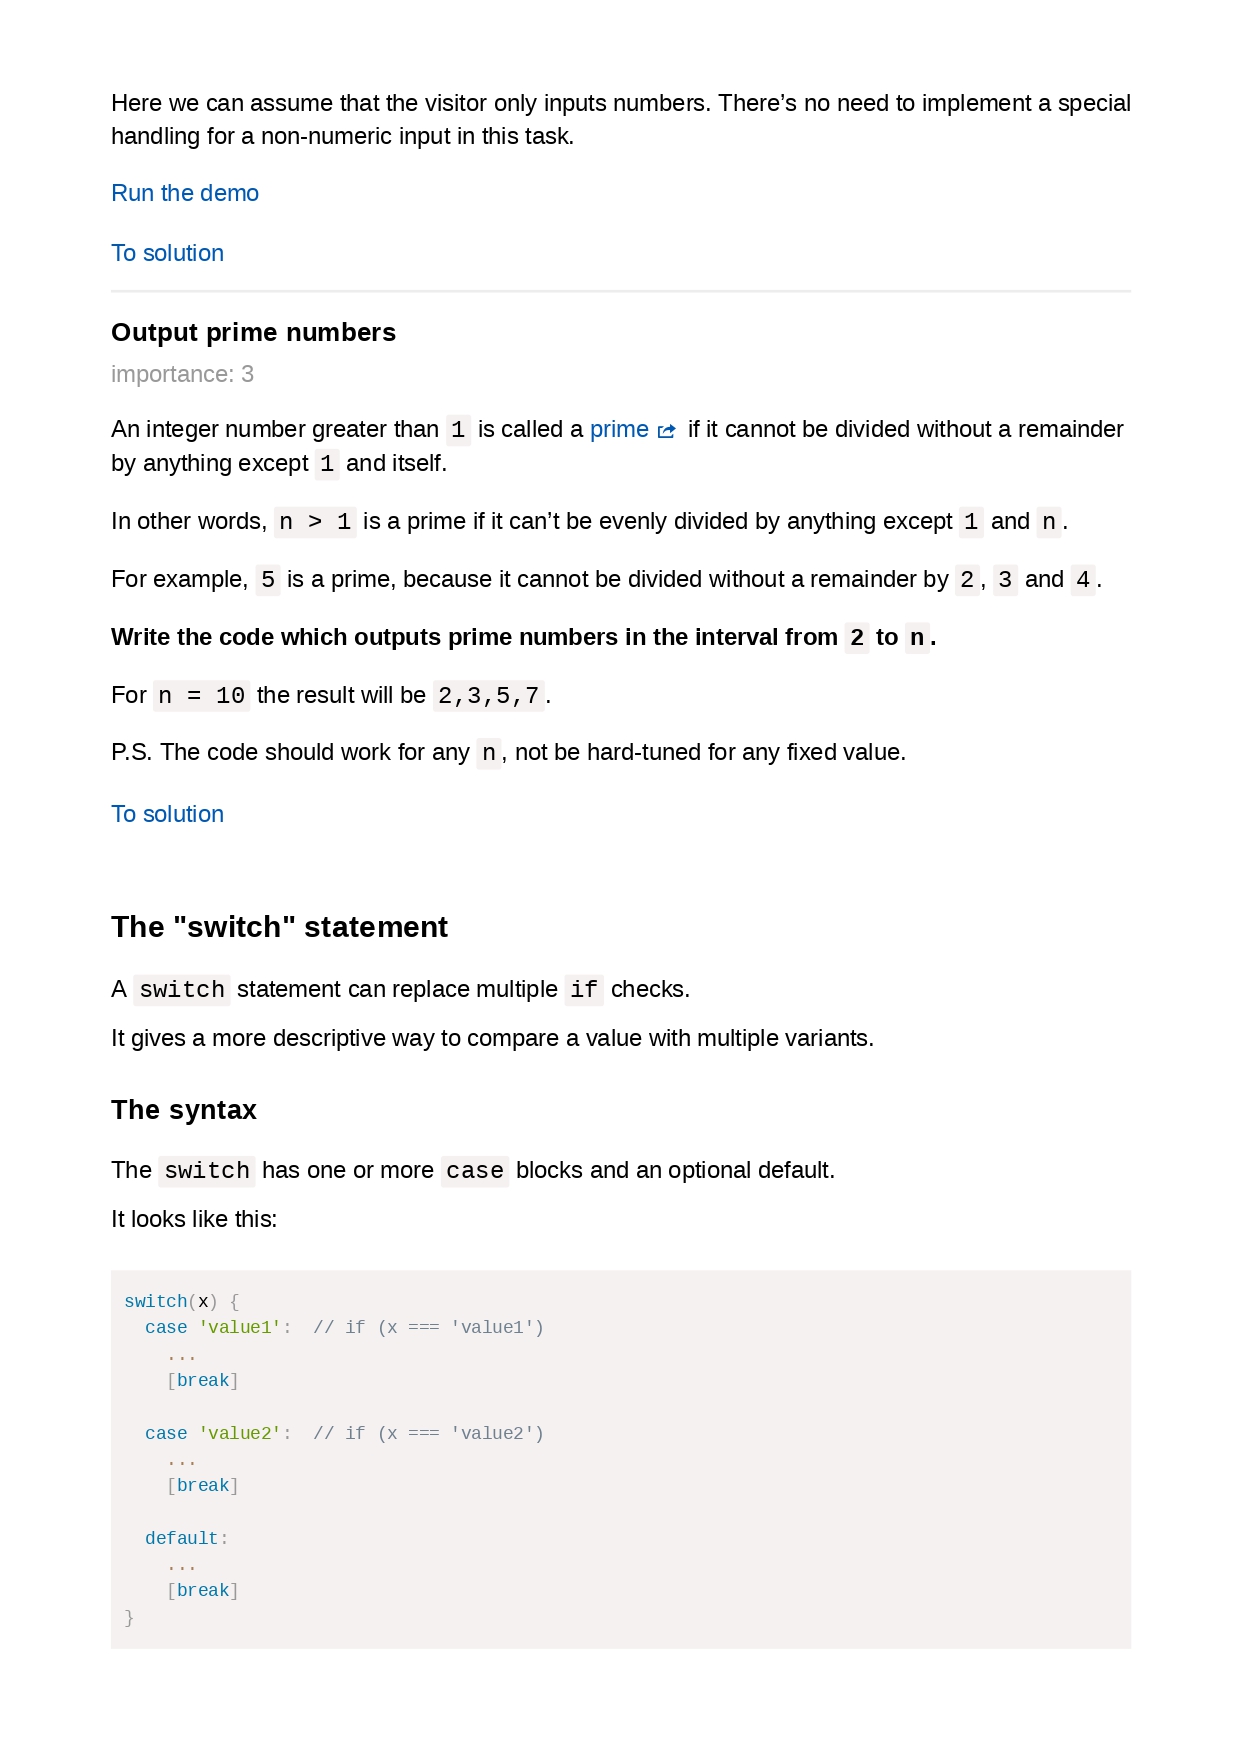 Here we can assume that the visitor only inputs numbers. There’s no need to implement a special
handling for a non-numeric input in this task.
Run the demo
To solution
Output prime numbers
importance: 3
An integer number greater than 1 is called a prime if it cannot be divided without a remainder
by anything except 1 and itself.
In other words, n > 1 is a prime if it can’t be evenly divided by anything except 1 and n.
For example, 5 is a prime, because it cannot be divided without a remainder by 2, 3 and 4.
Write the code which outputs prime numbers in the interval from 2 to n.
For n = 10 the result will be 2,3,5,7.
P.S. The code should work for any n, not be hard-tuned for any fixed value.
To solution
The "switch" statement
A switch statement can replace multiple if checks.
It gives a more descriptive way to compare a value with multiple variants.
The syntax
The switch has one or more case blocks and an optional default.
It looks like this:
switch(x) {
  case 'value1':  // if (x === 'value1')
    ...
    [break]
  case 'value2':  // if (x === 'value2')
    ...
    [break]
  default:
    ...
    [break]
}